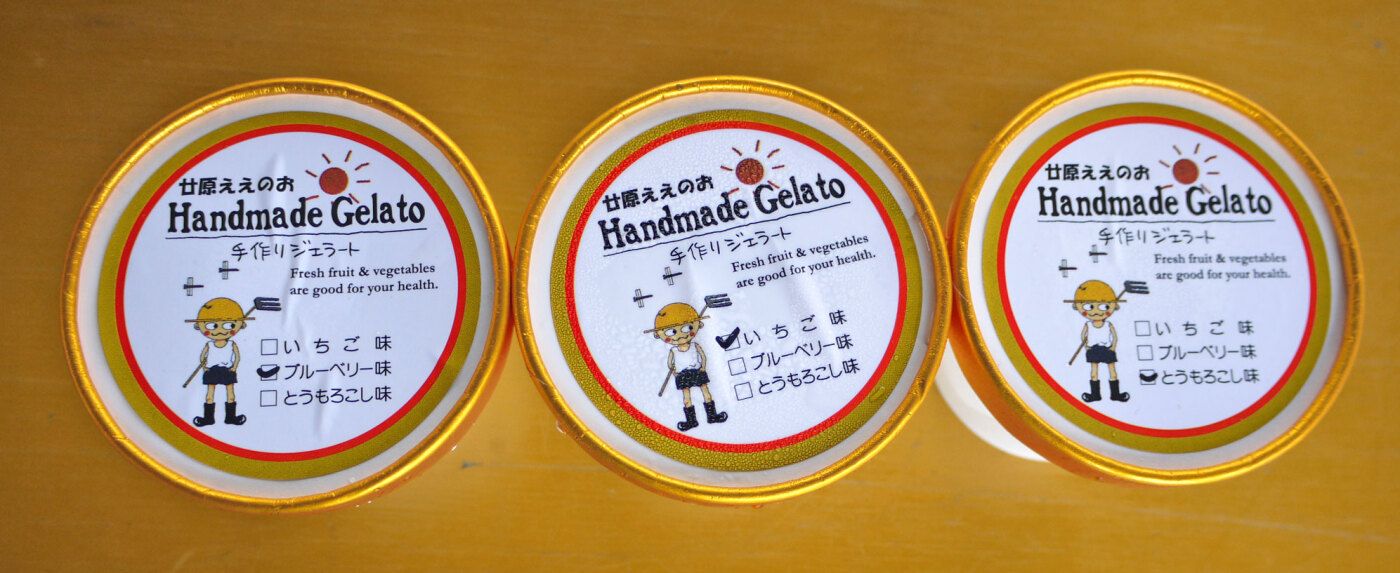 廿原ええのお
Handmade Gelato
手作りジェラート
Fresh fruit & vegetables
are good for your health.
いちご味
ブルーベリー味
とうもろこし味
廿原ええのお
Handmade Gelato
手作りジェラート
Fresh fruit & vegetables
are good for your health.
いちご味
ブルーベリー味
とうもろこし味
廿原ええのお
Handmade Gelato
手作りジェラート
Fresh fruit & vegetables
are good for your health.
いちご味
ブルーベリー味
とうもろこし味